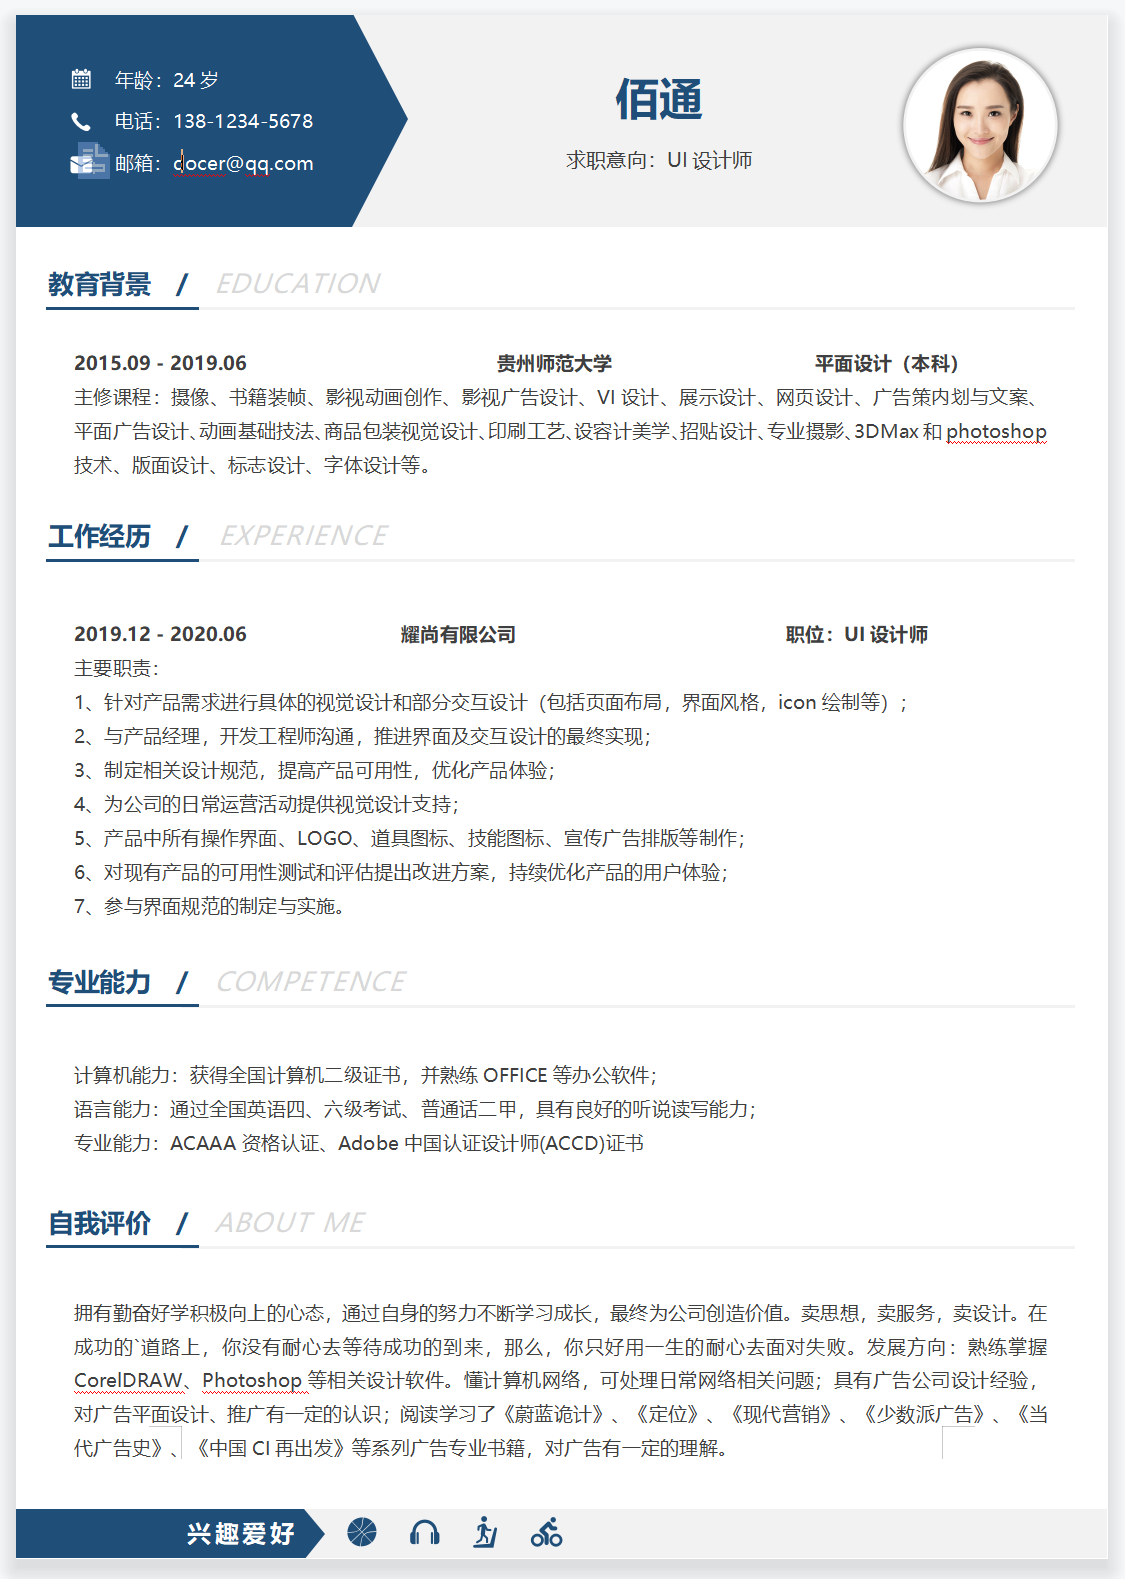 年龄：24 岁
电话：138-1234-5678
邮箱：docer@qq.com
佰通
求职意向：UI 设计师
教育背景 / EDUCATION
2015.09 - 2019.06 贵州师范大学 平面设计（本科）
主修课程：摄像、书籍装帧、影视动画创作、影视广告设计、VI 设计、展示设计、网页设计、广告策内划与文案、
平面广告设计、动画基础技法、商品包装视觉设计、印刷工艺、设容计美学、招贴设计、专业摄影、3DMax 和 photoshop
技术、版面设计、标志设计、字体设计等。
工作经历 / EXPERIENCE
2019.12 - 2020.06 耀尚有限公司 职位：UI 设计师
主要职责：
1、针对产品需求进行具体的视觉设计和部分交互设计（包括页面布局，界面风格，icon 绘制等）；
2、与产品经理，开发工程师沟通，推进界面及交互设计的最终实现；
3、制定相关设计规范，提高产品可用性，优化产品体验；
4、为公司的日常运营活动提供视觉设计支持；
5、产品中所有操作界面、LOGO、道具图标、技能图标、宣传广告排版等制作；
6、对现有产品的可用性测试和评估提出改进方案，持续优化产品的用户体验；
7、参与界面规范的制定与实施。
专业能力 / COMPETENCE
计算机能力：获得全国计算机二级证书，并熟练 OFFICE 等办公软件；
语言能力：通过全国英语四、六级考试、普通话二甲，具有良好的听说读写能力；
专业能力：ACAAA 资格认证、Adobe 中国认证设计师(ACCD)证书
自我评价 / ABOUT ME
拥有勤奋好学积极向上的心态，通过自身的努力不断学习成长，最终为公司创造价值。卖思想，卖服务，卖设计。在
成功的`道路上，你没有耐心去等待成功的到来，那么，你只好用一生的耐心去面对失败。发展方向：熟练掌握
CorelDRAW、Photoshop 等相关设计软件。懂计算机网络，可处理日常网络相关问题；具有广告公司设计经验，
对广告平面设计、推广有一定的认识；阅读学习了《蔚蓝诡计》、《定位》、《现代营销》、《少数派广告》、《当
代广告史》、《中国 CI 再出发》等系列广告专业书籍，对广告有一定的理解。
兴趣爱好